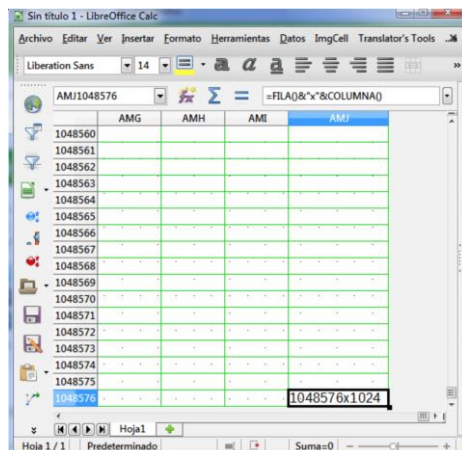 Sin título 1 - LibreOffice Calc
Archivo Editar Ver Insertar Formato Herramientas Datos ImgCell Translator's Tools
Liberation Sans 14 a a a
AMJ1048576 Σ = =FILA()&"x"&COLUMNA()
AMG AMH AMI AMJ
1048560
1048561
1048562
1048563
1048564
1048565
1048566
1048567
1048568
1048569
1048570
1048571
1048572
1048573
1048574
1048575
1048576 1048576x1024
Hoja1
Hoja 1 / 1 Predeterminado Suma=0